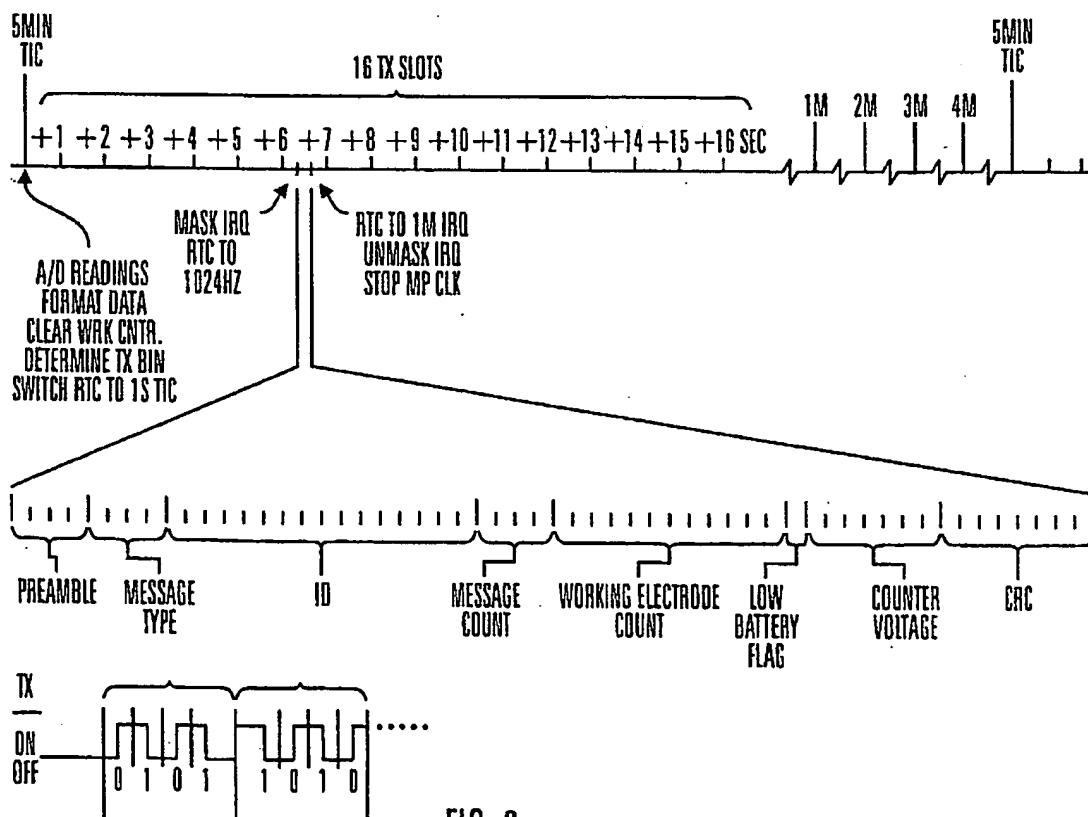 5MIN
TIC
16 TX SLOTS
5MIN
TIC
1M 2M 3M 4M
+1 +2 +3 +4 +5 +6 +7 +8 +9 +10 +11 +12 +13 +14 +15 +16 SEC
MASK IRQ
RTC TO
1024HZ
RTC TO 1M IRQ
UNMASK IRQ
STOP MP CLK
A/D READINGS
FORMAT DATA
CLEAR WRK CNTR.
DETERMINE TX BIN
SWITCH RTC TO 1S TIC
PREAMBLE
MESSAGE
TYPE
ID
MESSAGE
COUNT
WORKING ELECTRODE
COUNT
LOW
BATTERY
FLAG
COUNTER
VOLTAGE
CRC
TX
ON
OFF
0 1 0 1 1 0 1 0